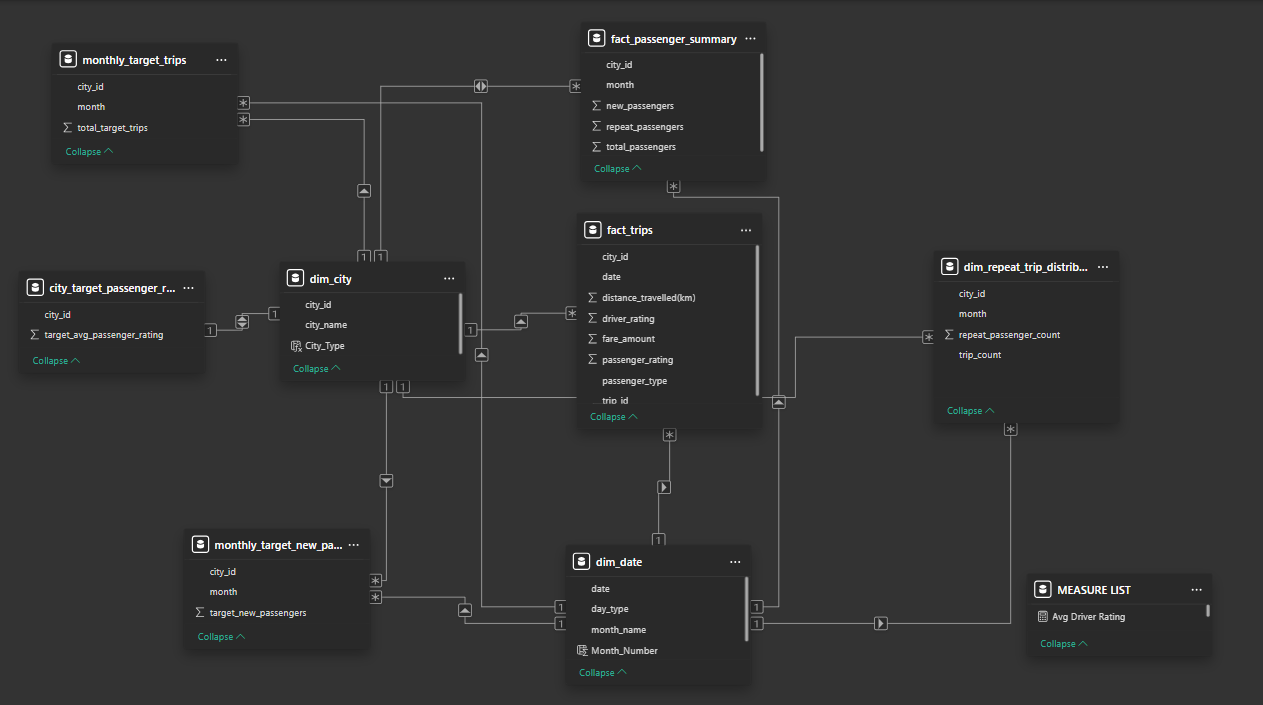 monthly_target_trips
city_id
month
total_target_trips
Collapse
fact_passenger_summary
city_id
month
new_passengers
repeat_passengers
total_passengers
Collapse
fact_trips
city_id
date
distance_travelled(km)
driver_rating
fare_amount
passenger_rating
passenger_type
trip_id
Collapse
dim_repeat_trip_distrib...
city_id
month
repeat_passenger_count
trip_count
Collapse
city_target_passenger_r...
city_id
target_avg_passenger_rating
Collapse
dim_city
city_id
city_name
City_Type
Collapse
monthly_target_new_pa...
city_id
month
target_new_passengers
Collapse
dim_date
date
day_type
month_name
Month_Number
Collapse
MEASURE LIST
Avg Driver Rating
Collapse
* * * * * * * * *
1 1 1 1 1 1 1 1 1 1 1 1